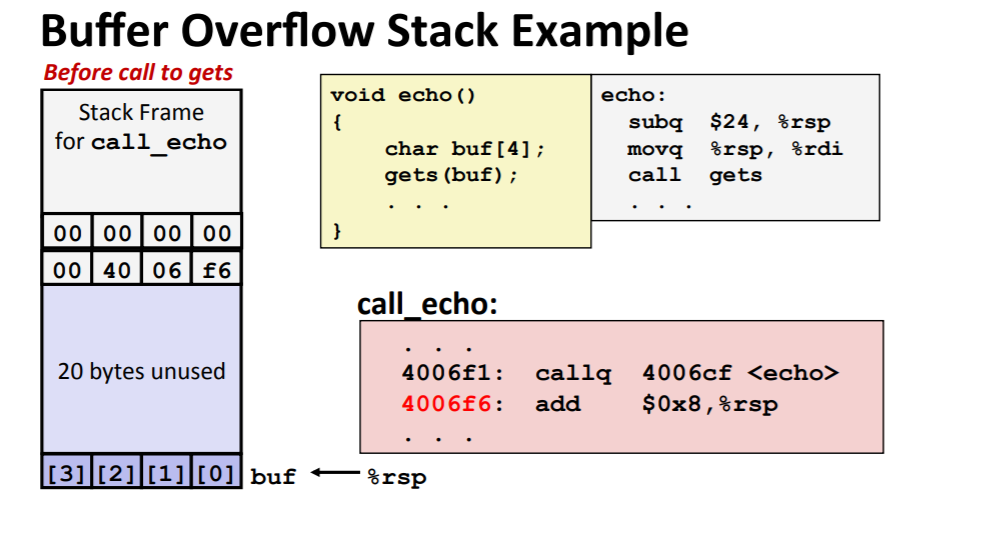 Buffer Overflow Stack Example
Before call to gets
Stack Frame
for call_echo
00 00 00 00
00 40 06 f6
20 bytes unused
[3] [2] [1] [0] buf %rsp
void echo()
{
char buf[4];
gets(buf);
. . .
}
echo:
subq $24, %rsp
movq %rsp, %rdi
call gets
. . .
call_echo:
. . .
4006f1: callq 4006cf <echo>
4006f6: add $0x8,%rsp
. . .